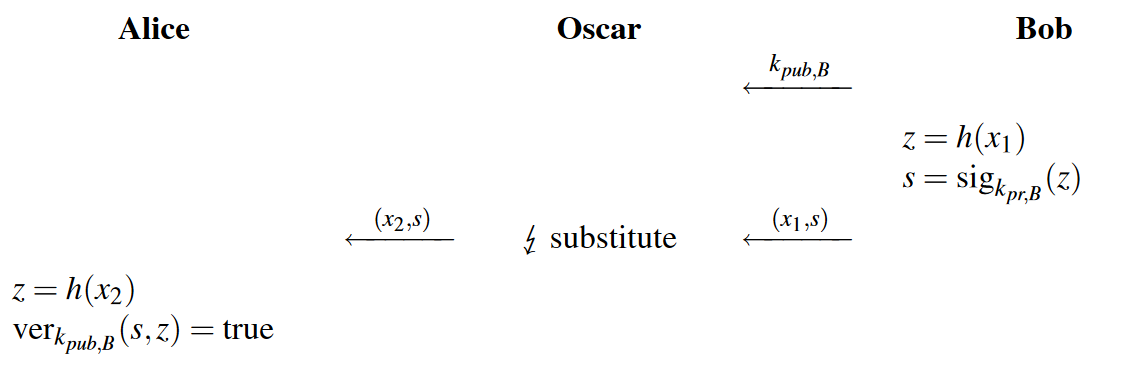 Alice Oscar Bob
k_{pub,B}
←
z = h(x_1)
s = sig_{k_{pr,B}}(z)
(x_2,s) (x_1,s)
← ↯ substitute ←
z = h(x_2)
ver_{k_{pub,B}}(s,z) = true